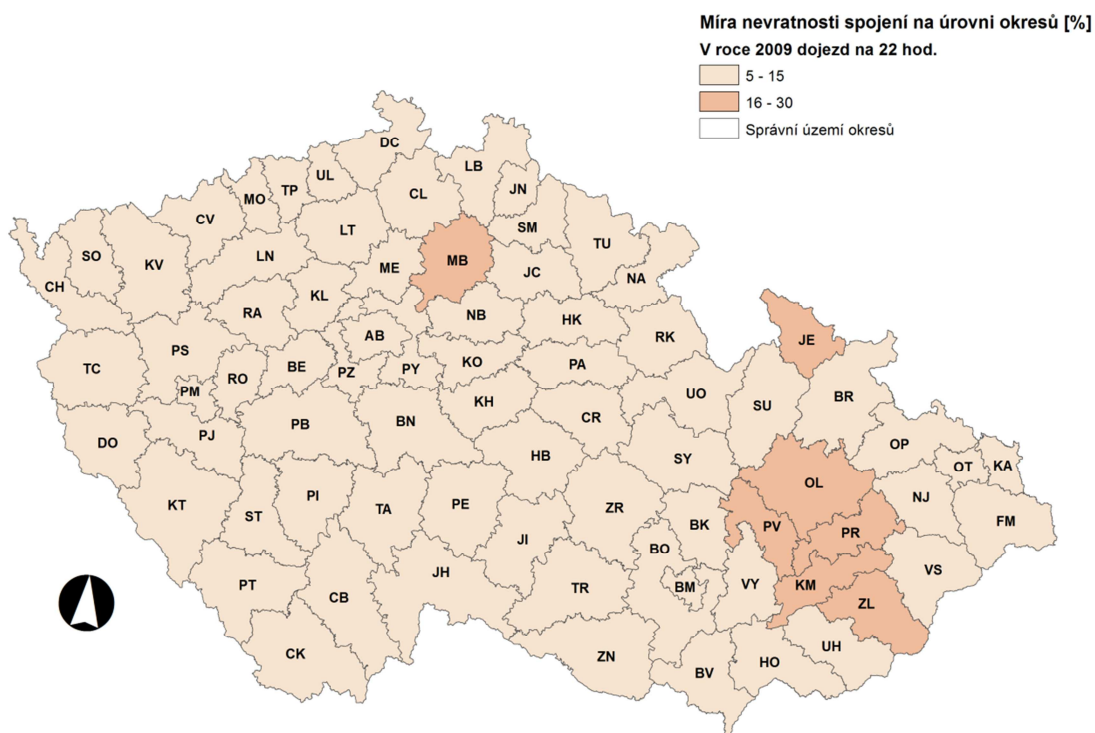 Míra nevratnosti spojení na úrovni okresů [%]
V roce 2009 dojezd na 22 hod.
5 - 15
16 - 30
Správní území okresů
DC
LB
UL
TP
JN
MO
CL
CV
SM
LT
TU
SO
LN
MB
KV
ME
JC
NA
CH
KL
RA
NB
HK
AB
RK
JE
PS
KO
PA
TC
BE
PZ
PY
RO
PM
UO
BR
KH
SU
CR
PB
BN
PJ
DO
OP
HB
SY
OT
KA
OL
PI
NJ
KT
TA
PE
ZR
ST
BK
PV
FM
PR
JI
BO
VS
JH
PT
TR
BM
VY
KM
CB
ZL
UH
CK
ZN
HO
BV